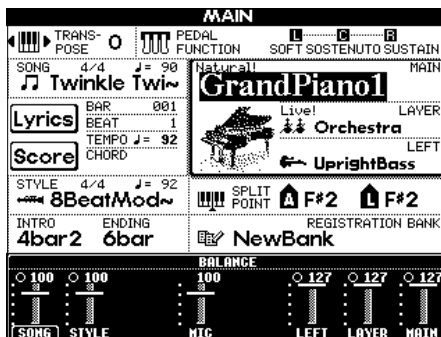 MAIN
TRANS-
POSE 0
PEDAL
FUNCTION
L C R
SOFT SOSTENUTO SUSTAIN
SONG 4/4 ♩= 90
Twinkle Twi~
Lyrics
Score
BAR 001
BEAT 1
TEMPO ♩= 92
CHORD
Natural! MAIN
GrandPiano1
Live! LAYER
Orchestra
LEFT
UprightBass
STYLE 4/4 ♩= 92
8BeatMod~
SPLIT
POINT A F#2 L F#2
INTRO ENDING
4bar2 6bar
REGISTRATION BANK
NewBank
BALANCE
100 100 100 127 127 127
SONG STYLE MIC LEFT LAYER MAIN